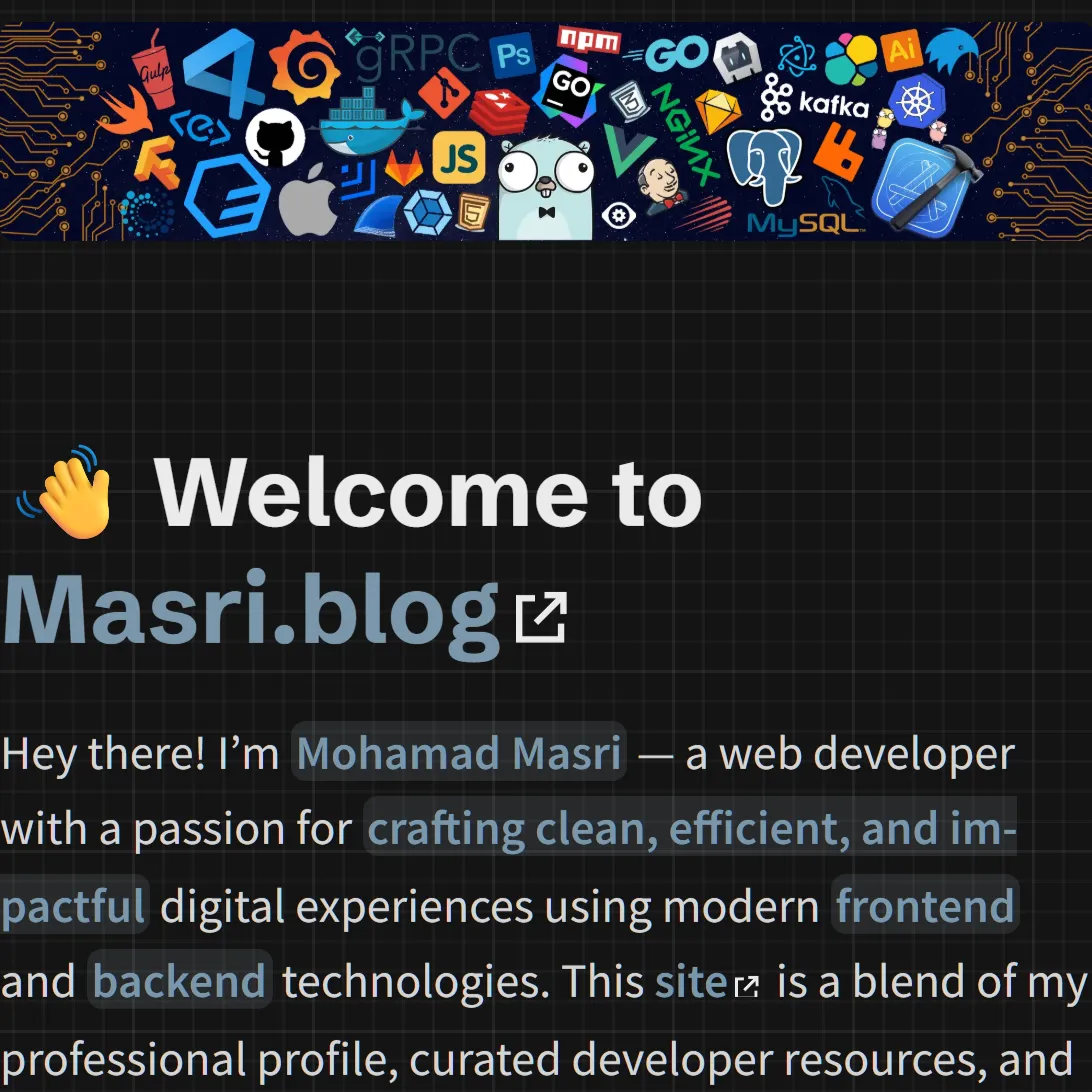 Gulp
gRPC
Ps
npm
GO
Ai
GO
kafka
JS
NGiNX
MySQL
👋 Welcome to
Masri.blog
Hey there! I’m Mohamad Masri — a web developer
with a passion for crafting clean, efficient, and im-
pactful digital experiences using modern frontend
and backend technologies. This site is a blend of my
professional profile, curated developer resources, and